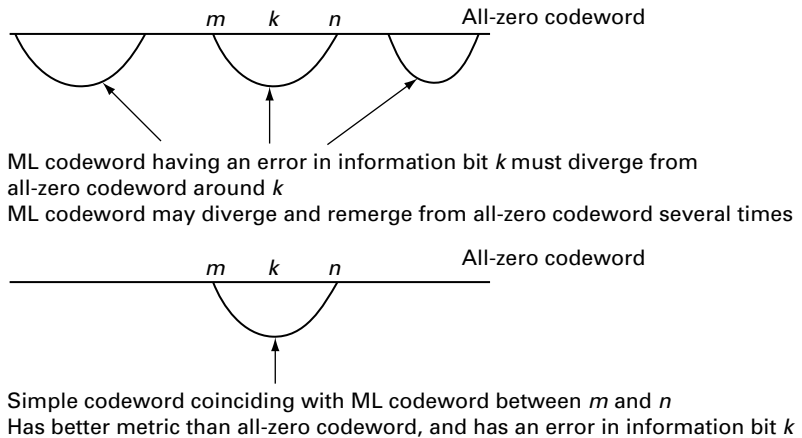 m k n All-zero codeword
ML codeword having an error in information bit k must diverge from
all-zero codeword around k
ML codeword may diverge and remerge from all-zero codeword several times
m k n All-zero codeword
Simple codeword coinciding with ML codeword between m and n
Has better metric than all-zero codeword, and has an error in information bit k